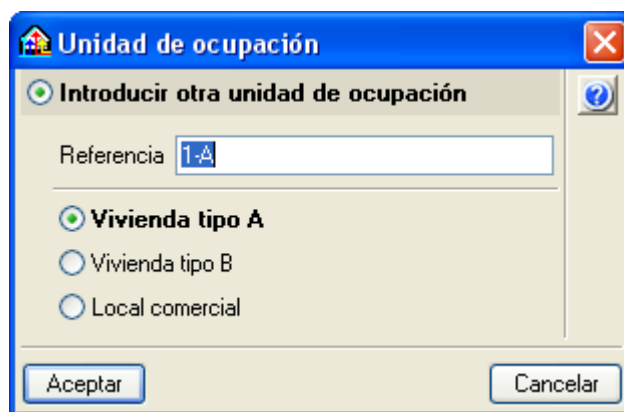 Unidad de ocupación
Introducir otra unidad de ocupación
Referencia 1-A
Vivienda tipo A
Vivienda tipo B
Local comercial
Aceptar Cancelar